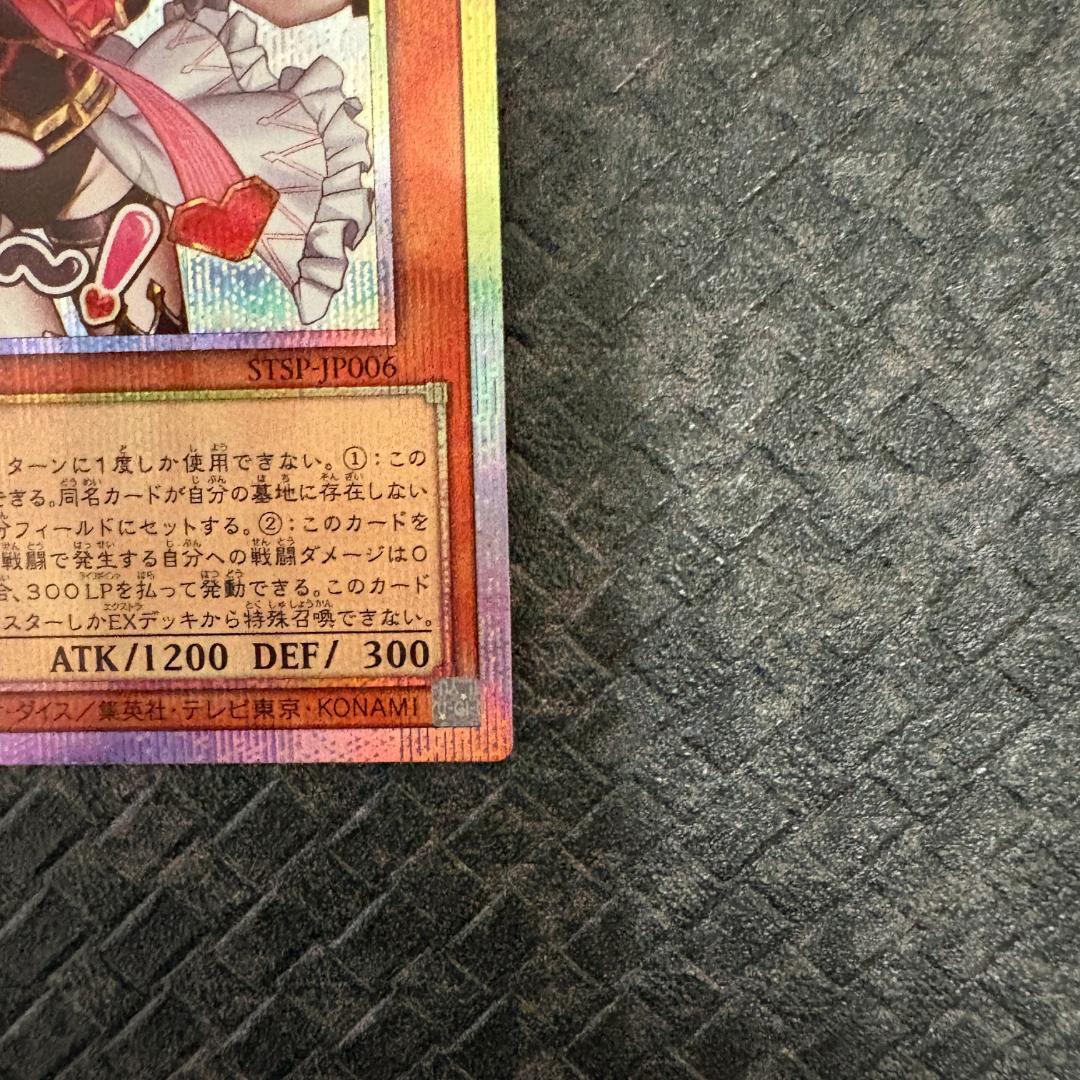 STSP-JP006
ターンに1度しか使用できない。①:この
できる。同名カードが自分の墓地に存在しない
分フィールドにセットする。②:このカードを
戦闘で発生する自分への戦闘ダメージは0
合、300LPを払って発動できる。このカード
スターしかEXデッキから特殊召喚できない。
ATK/1200 DEF/ 300
・ダイス/集英社・テレビ東京・KONAMI